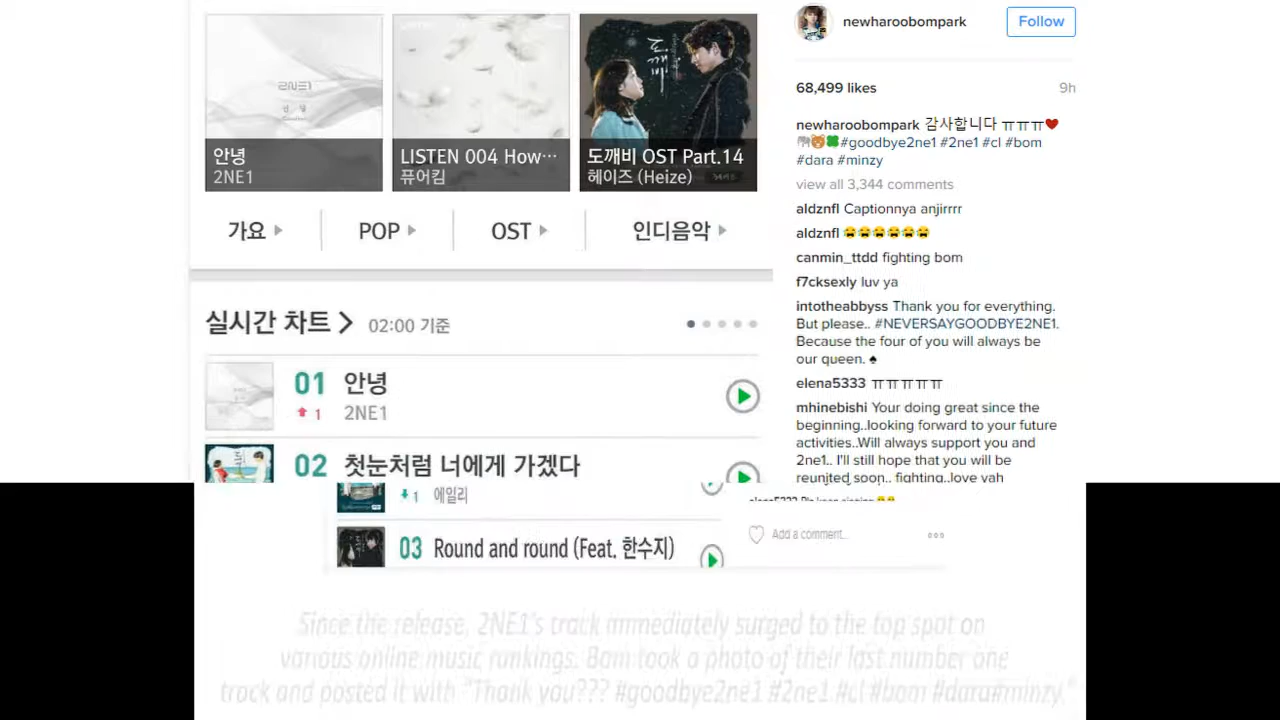 안녕
2NE1
LISTEN 004 How…
퓨어킴
도깨비
도깨비 OST Part.14
헤이즈 (Heize)
가요
POP
OST
인디음악
실시간 차트
02:00 기준
01 안녕
1 2NE1
02 첫눈처럼 너에게 가겠다
1 에일리
03 Round and round (Feat. 한수지)
newharoobompark
Follow
68,499 likes
9h
newharoobompark 감사합니다 ㅠㅠㅠ❤
🐘🐻🍀#goodbye2ne1 #2ne1 #cl #bom
#dara #minzy
view all 3,344 comments
aldznfl Captionnya anjirrrr
aldznfl 😭😭😭😭😭😭
canmin_ttdd fighting bom
f7cksexly luv ya
intotheabbyss Thank you for everything.
But please.. #NEVERSAYGOODBYE2NE1.
Because the four of you will always be
our queen. ♠
elena5333 ㅠㅠㅠㅠㅠ
mhinebishi Your doing great since the
beginning..looking forward to your future
activities..Will always support you and
2ne1.. I'll still hope that you will be
reunited soon.. fighting..love yah
Add a comment...
Since the release, 2NE1's track immediately surged to the top spot on
various online music rankings. Bom took a photo of their last number one
track and posted it with "Thank you??? #goodbye2ne1 #2ne1 #cl #bom #dara#minzy."